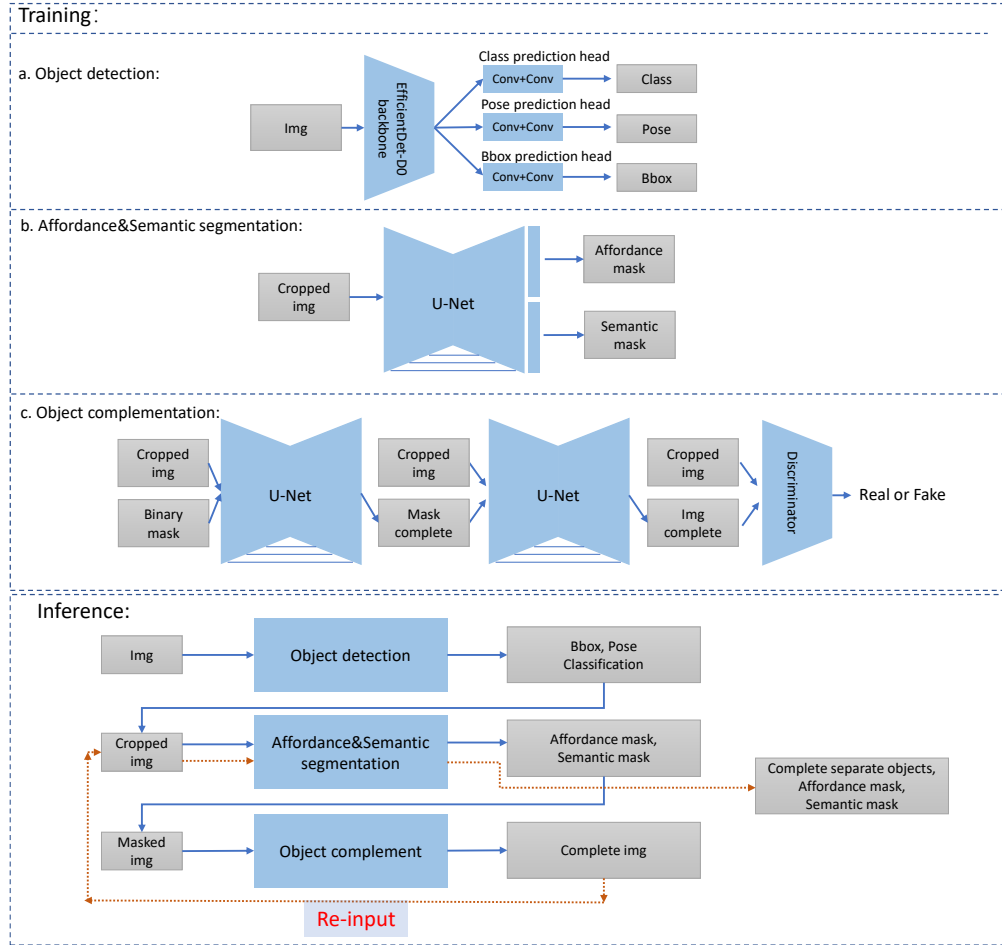 Training:
a. Object detection:
Img
EfficientDet-D0
backbone
Class prediction head
Conv+Conv
Class
Pose prediction head
Conv+Conv
Pose
Bbox prediction head
Conv+Conv
Bbox
b. Affordance&Semantic segmentation:
Cropped
img
U-Net
Affordance
mask
Semantic
mask
c. Object complementation:
Cropped
img
Binary
mask
U-Net
Cropped
img
Mask
complete
U-Net
Cropped
img
Img
complete
Discriminator
Real or Fake
Inference:
Img
Object detection
Bbox, Pose
Classification
Cropped
img
Affordance&Semantic
segmentation
Affordance mask,
Semantic mask
Complete separate objects,
Affordance mask,
Semantic mask
Masked
img
Object complement
Complete img
Re-input